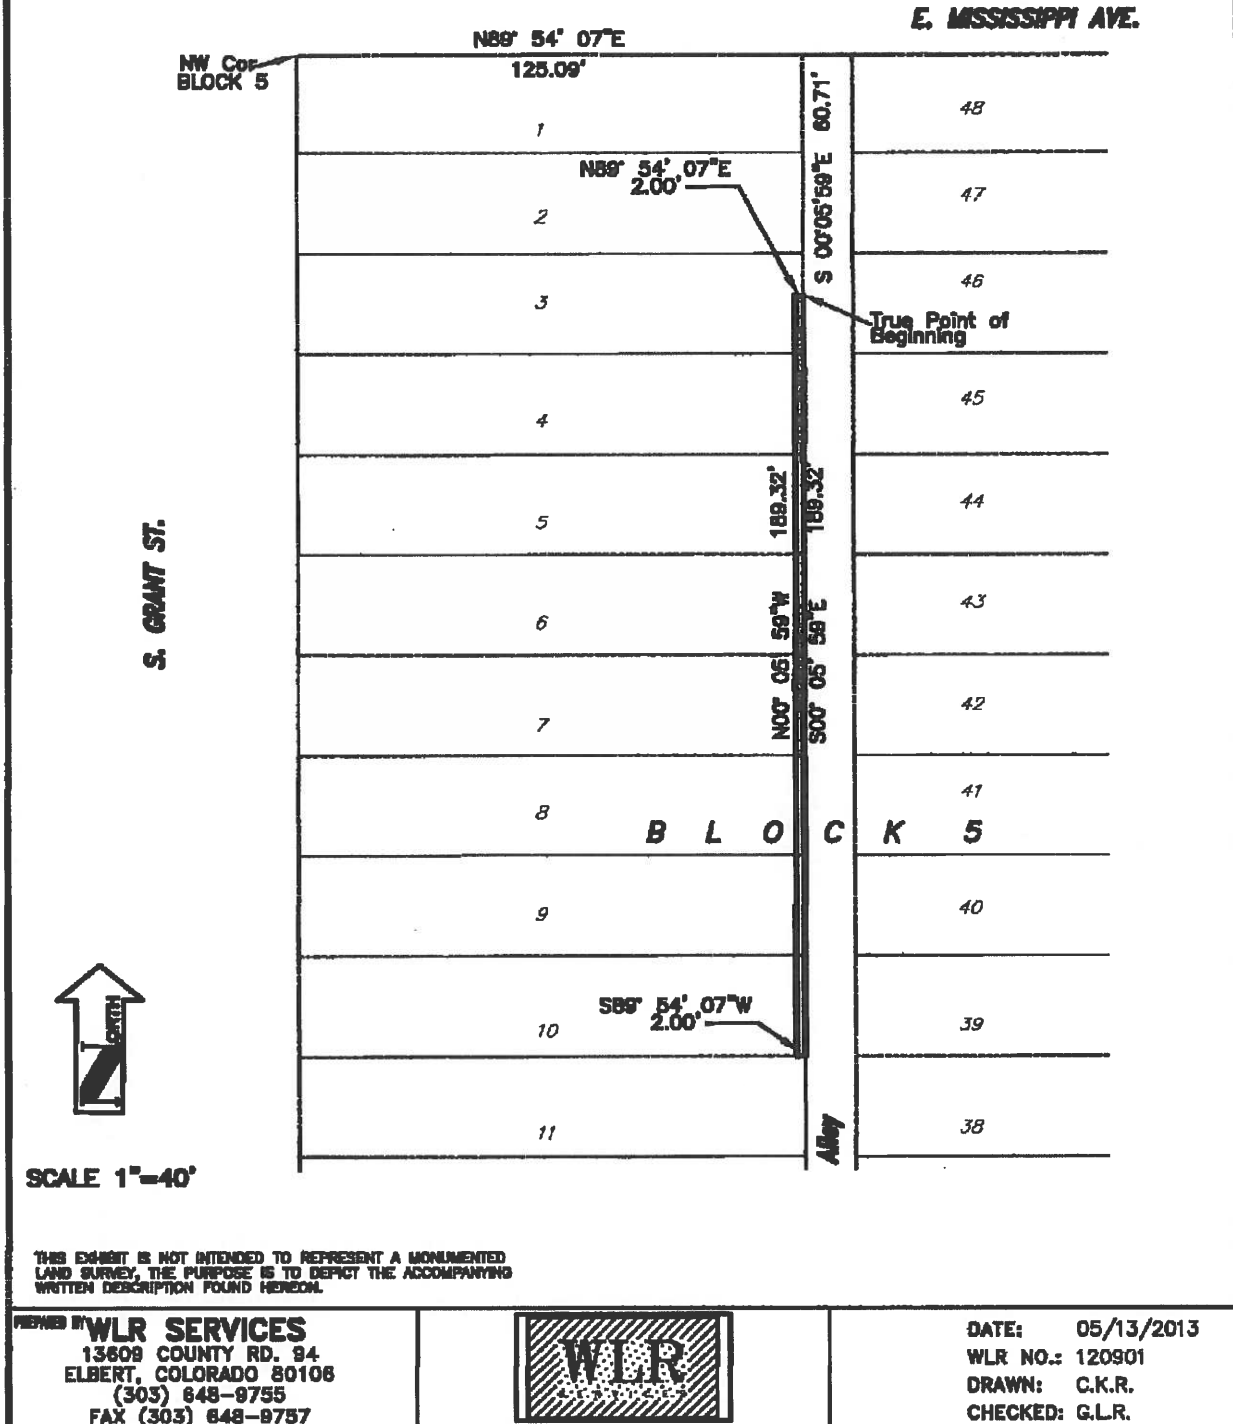 E. MISSISSIPPI AVE.
N89° 54' 07"E
125.09'
NW Cor
BLOCK 5
S 00°05'59"E 60.71'
1
48
N89° 54' 07"E
2.00'
2
47
3
46
True Point of
Beginning
4
45
189.32'
189.32'
5
44
S. GRANT ST.
N00° 05' 59"W
S00° 05' 59"E
6
43
7
42
8
41
B L O C K 5
9
40
S89° 54' 07"W
2.00'
10
39
NORTH
11
38
Alley
SCALE 1"=40'
THIS EXHIBIT IS NOT INTENDED TO REPRESENT A MONUMENTED
LAND SURVEY, THE PURPOSE IS TO DEPICT THE ACCOMPANYING
WRITTEN DESCRIPTION FOUND HEREON.
PREPARED BY
WLR SERVICES
13609 COUNTY RD. 94
ELBERT, COLORADO 80106
(303) 648-9755
FAX (303) 648-9757
WLR
DATE: 05/13/2013
WLR NO.: 120901
DRAWN: C.K.R.
CHECKED: G.L.R.